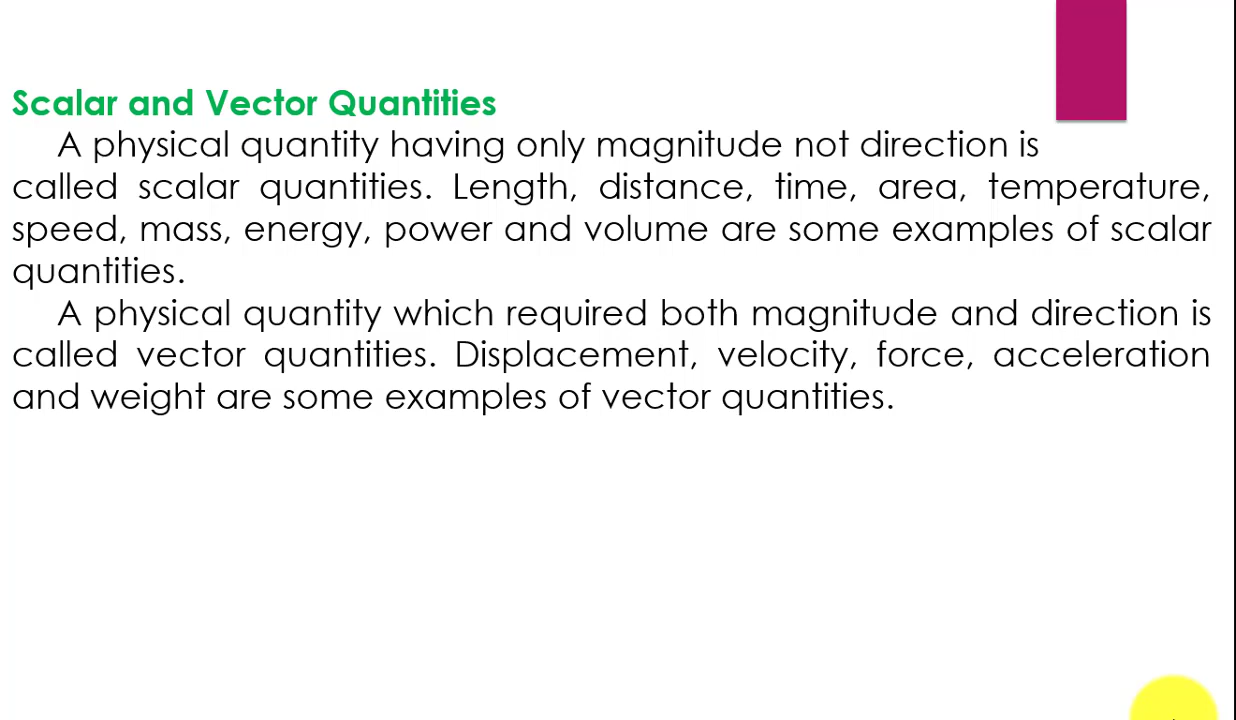 Scalar and Vector Quantities
A physical quantity having only magnitude not direction is
called scalar quantities. Length, distance, time, area, temperature,
speed, mass, energy, power and volume are some examples of scalar
quantities.
A physical quantity which required both magnitude and direction is
called vector quantities. Displacement, velocity, force, acceleration
and weight are some examples of vector quantities.